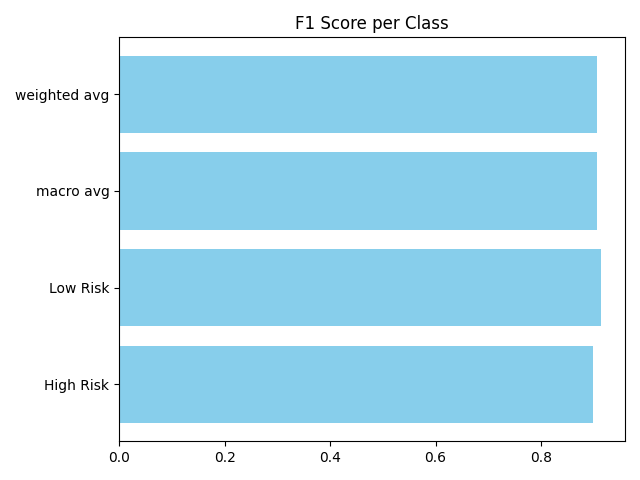 F1 Score per Class
weighted avg
macro avg
Low Risk
High Risk
0.0 0.2 0.4 0.6 0.8